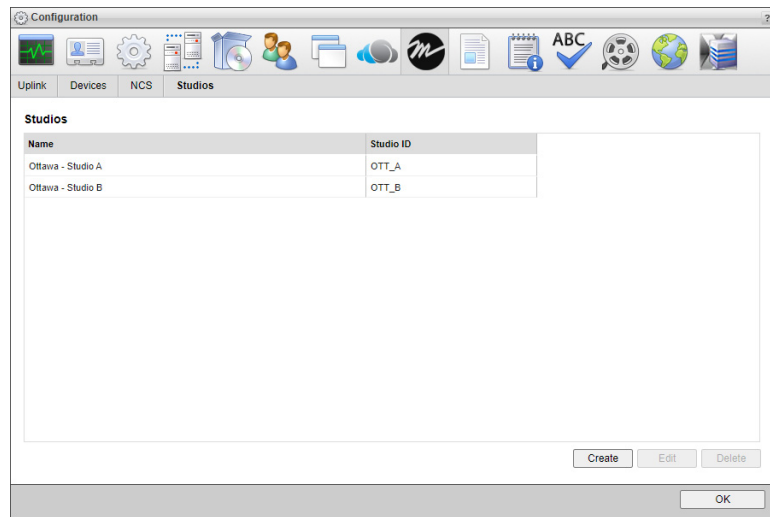 Configuration ?
ABC
Uplink Devices NCS Studios
Studios
Name Studio ID
Ottawa - Studio A OTT_A
Ottawa - Studio B OTT_B
Create Edit Delete
OK